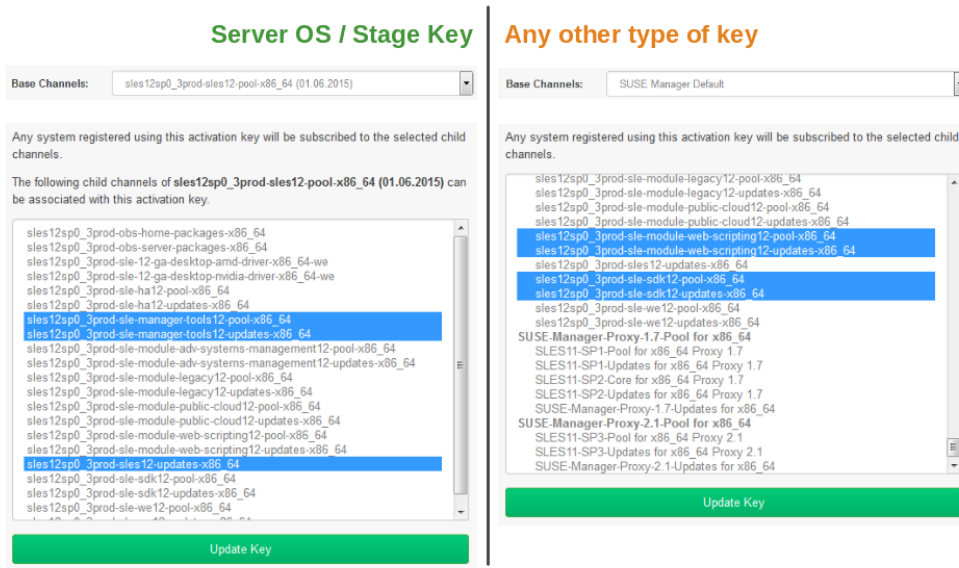 Server OS / Stage Key
Base Channels:
sles12sp0_3prod-sles12-pool-x86_64 (01.06.2015)
Any system registered using this activation key will be subscribed to the selected child
channels.
The following child channels of sles12sp0_3prod-sles12-pool-x86_64 (01.06.2015) can
be associated with this activation key.
sles12sp0_3prod-obs-home-packages-x86_64
sles12sp0_3prod-obs-server-packages-x86_64
sles12sp0_3prod-sle-12-ga-desktop-amd-driver-x86_64-we
sles12sp0_3prod-sle-12-ga-desktop-nvidia-driver-x86_64-we
sles12sp0_3prod-sle-ha12-pool-x86_64
sles12sp0_3prod-sle-ha12-updates-x86_64
sles12sp0_3prod-sle-manager-tools12-pool-x86_64
sles12sp0_3prod-sle-manager-tools12-updates-x86_64
sles12sp0_3prod-sle-module-adv-systems-management12-pool-x86_64
sles12sp0_3prod-sle-module-adv-systems-management12-updates-x86_64
sles12sp0_3prod-sle-module-legacy12-pool-x86_64
sles12sp0_3prod-sle-module-legacy12-updates-x86_64
sles12sp0_3prod-sle-module-public-cloud12-pool-x86_64
sles12sp0_3prod-sle-module-public-cloud12-updates-x86_64
sles12sp0_3prod-sle-module-web-scripting12-pool-x86_64
sles12sp0_3prod-sle-module-web-scripting12-updates-x86_64
sles12sp0_3prod-sles12-updates-x86_64
sles12sp0_3prod-sle-sdk12-pool-x86_64
sles12sp0_3prod-sle-sdk12-updates-x86_64
sles12sp0_3prod-sle-we12-pool-x86_64
Update Key
Any other type of key
Base Channels:
SUSE Manager Default
Any system registered using this activation key will be subscribed to the selected child
channels.
sles12sp0_3prod-sle-module-legacy12-pool-x86_64
sles12sp0_3prod-sle-module-legacy12-updates-x86_64
sles12sp0_3prod-sle-module-public-cloud12-pool-x86_64
sles12sp0_3prod-sle-module-public-cloud12-updates-x86_64
sles12sp0_3prod-sle-module-web-scripting12-pool-x86_64
sles12sp0_3prod-sle-module-web-scripting12-updates-x86_64
sles12sp0_3prod-sles12-updates-x86_64
sles12sp0_3prod-sle-sdk12-pool-x86_64
sles12sp0_3prod-sle-sdk12-updates-x86_64
sles12sp0_3prod-sle-we12-pool-x86_64
sles12sp0_3prod-sle-we12-updates-x86_64
SUSE-Manager-Proxy-1.7-Pool for x86_64
SLES11-SP1-Pool for x86_64 Proxy 1.7
SLES11-SP1-Updates for x86_64 Proxy 1.7
SLES11-SP2-Core for x86_64 Proxy 1.7
SLES11-SP2-Updates for x86_64 Proxy 1.7
SUSE-Manager-Proxy-1.7-Updates for x86_64
SUSE-Manager-Proxy-2.1-Pool for x86_64
SLES11-SP3-Pool for x86_64 Proxy 2.1
SLES11-SP3-Updates for x86_64 Proxy 2.1
SUSE-Manager-Proxy-2.1-Updates for x86_64
Update Key